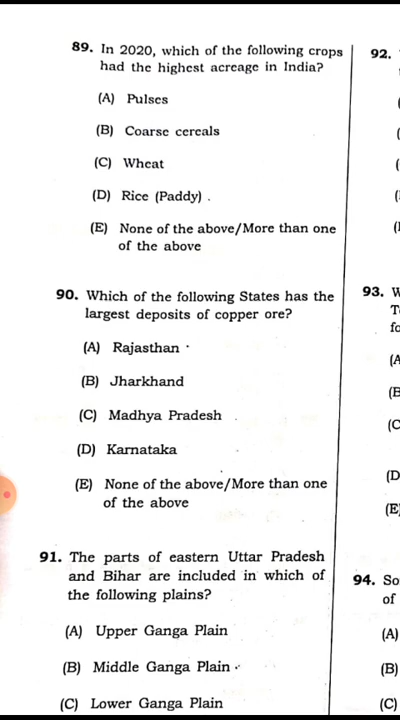 89. In 2020, which of the following crops
had the highest acreage in India?
(A) Pulses
(B) Coarse cereals
(C) Wheat
(D) Rice (Paddy) .
(E) None of the above/More than one
of the above
90. Which of the following States has the
largest deposits of copper ore?
(A) Rajasthan
(B) Jharkhand
(C) Madhya Pradesh
(D) Karnataka
(E) None of the above/More than one
of the above
91. The parts of eastern Uttar Pradesh
and Bihar are included in which of
the following plains?
(A) Upper Ganga Plain
(B) Middle Ganga Plain
(C) Lower Ganga Plain
92.
93. W
T
fo
(A
(B
(C
(D
(E)
94. So
of
(A)
(B)
(C)